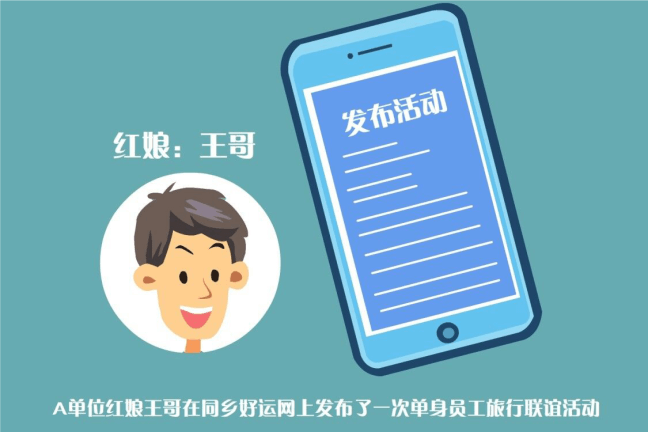 发布活动
红娘：王哥
A单位红娘王哥在同乡好运网上发布了一次单身员工旅行联谊活动